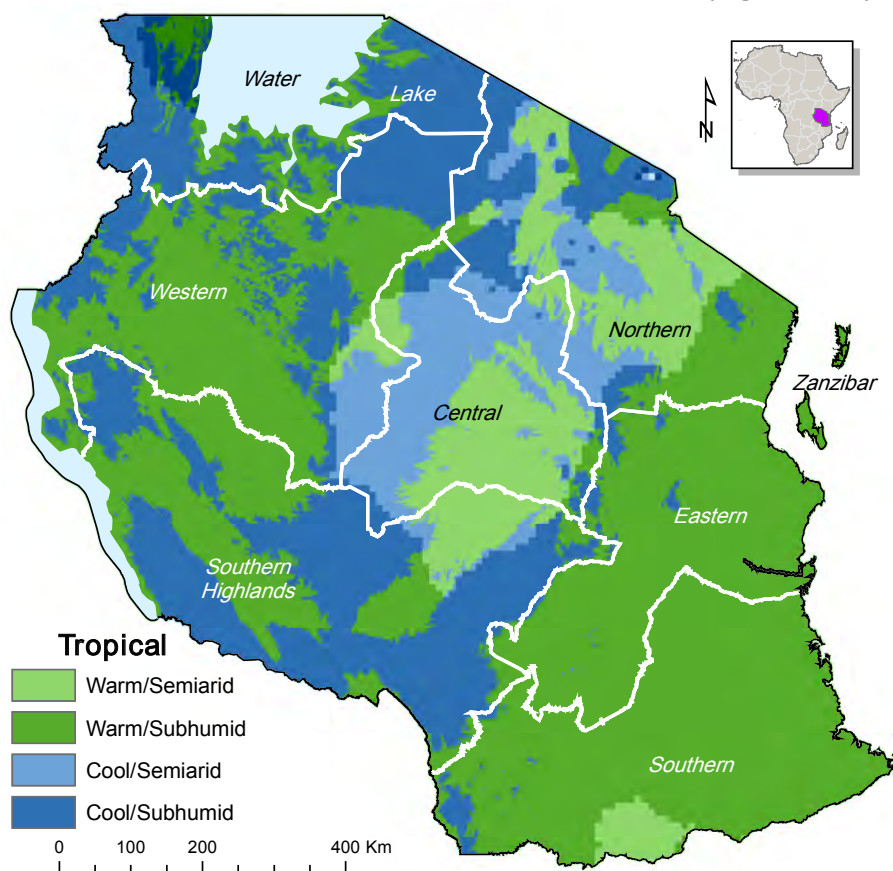 Water
Lake
N
Western
Northern
Zanzibar
Central
Eastern
Southern
Highlands
Southern
Tropical
Warm/Semiarid
Warm/Subhumid
Cool/Semiarid
Cool/Subhumid
0 100 200 400 Km